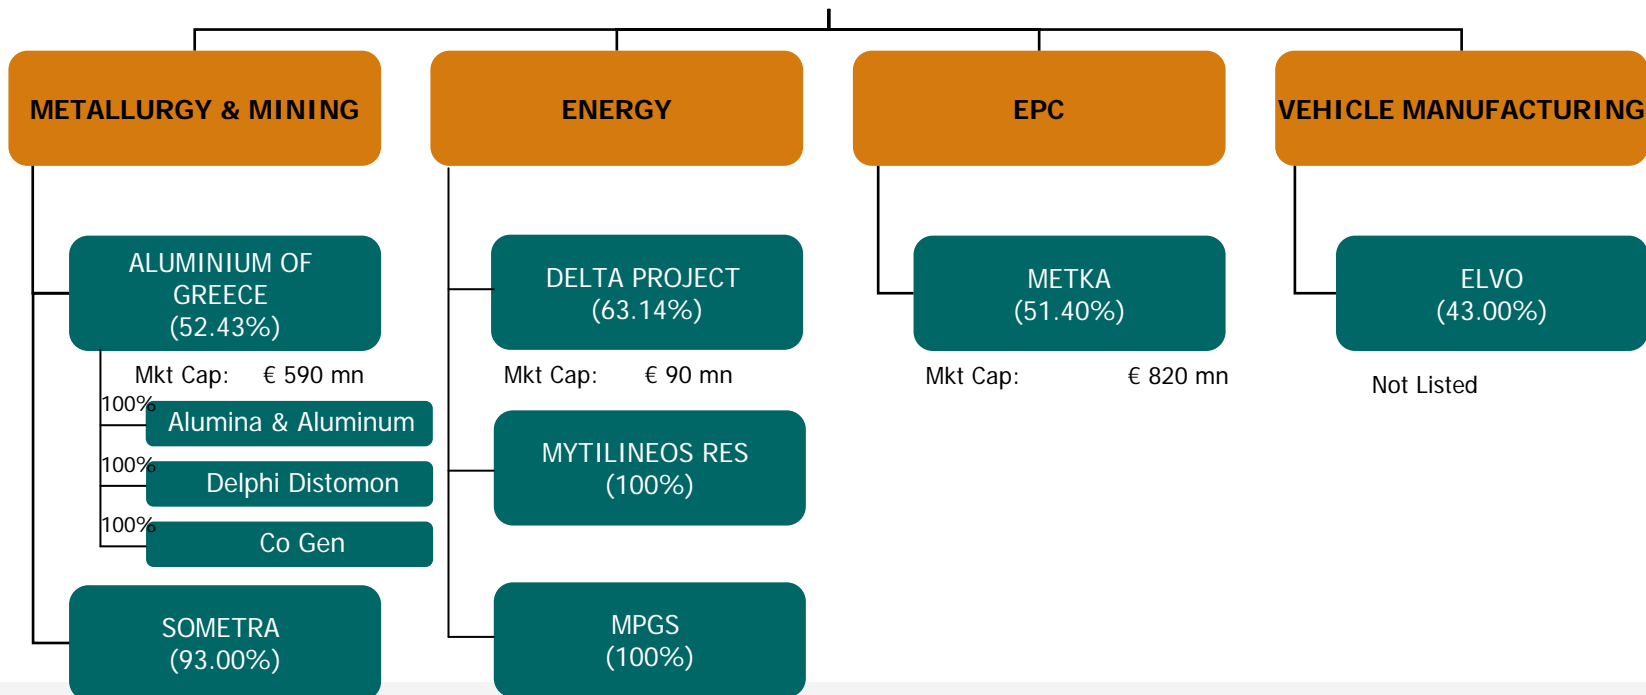 METALLURGY & MINING
ALUMINIUM OF
GREECE
(52.43%)
Mkt Cap: € 590 mn
100%
Alumina & Aluminum
100%
Delphi Distomon
100%
Co Gen
SOMETRA
(93.00%)
ENERGY
DELTA PROJECT
(63.14%)
Mkt Cap: € 90 mn
MYTILINEOS RES
(100%)
MPGS
(100%)
EPC
METKA
(51.40%)
Mkt Cap: € 820 mn
VEHICLE MANUFACTURING
ELVO
(43.00%)
Not Listed